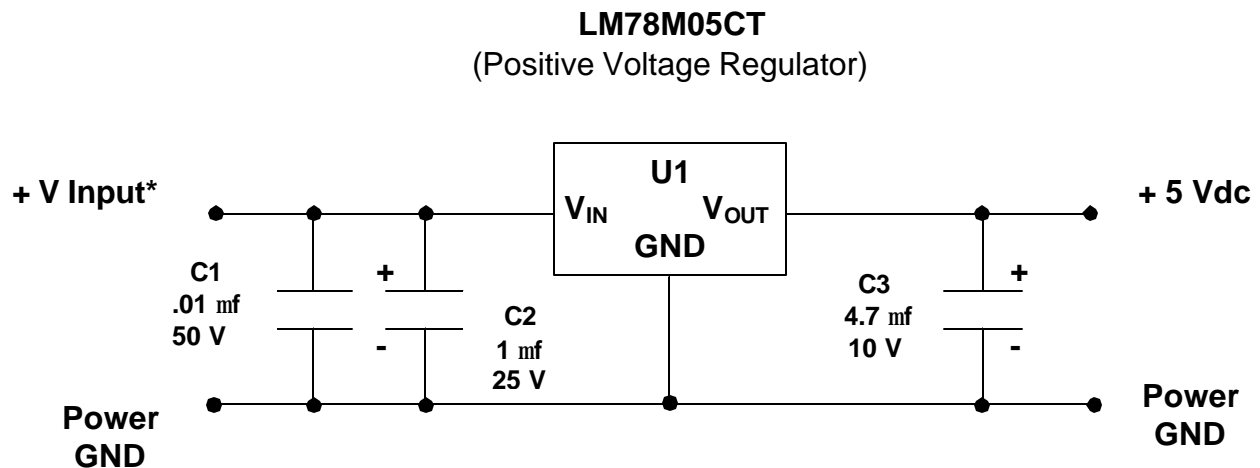 LM78M05CT
(Positive Voltage Regulator)
+ V Input*
U1
V_IN V_OUT
GND
+ 5 Vdc
C1
.01 mf
50 V
+
-
C2
1 mf
25 V
C3
4.7 mf
10 V
+
-
Power
GND
Power
GND